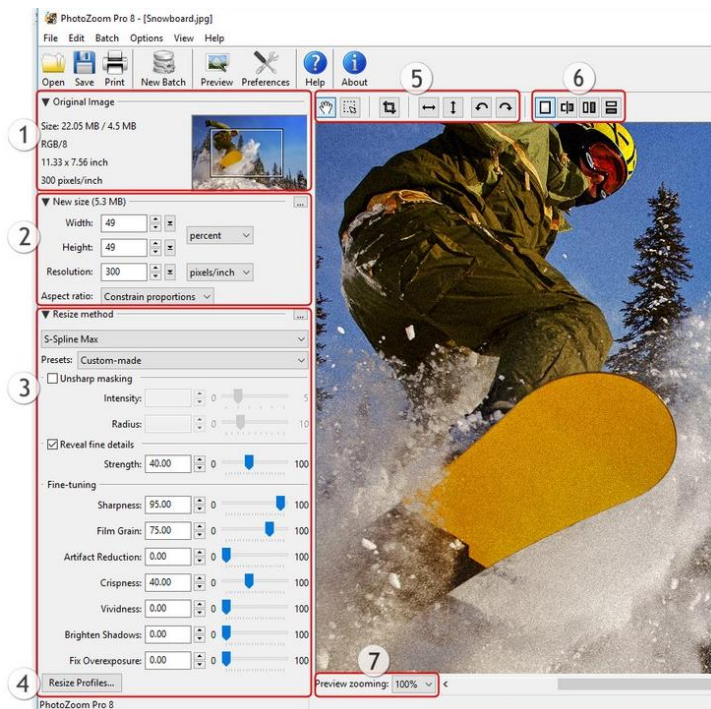 PhotoZoom Pro 8 - [Snowboard.jpg]
File Edit Batch Options View Help
Open Save Print New Batch Preview Preferences Help About
5
6
1
▼ Original Image
Size: 22.05 MB / 4.5 MB
RGB/8
11.33 x 7.56 inch
300 pixels/inch
2
▼ New size (5.3 MB) ...
Width: 49
percent
Height: 49
Resolution: 300 pixels/inch
Aspect ratio: Constrain proportions
3
▼ Resize method ...
S-Spline Max
Presets: Custom-made
Unsharp masking
Intensity: 0 5
Radius: 0 10
Reveal fine details
Strength: 40.00 0 100
Fine-tuning
Sharpness: 95.00 0 100
Film Grain: 75.00 0 100
Artifact Reduction: 0.00 0 100
Crispness: 40.00 0 100
Vividness: 0.00 0 100
Brighten Shadows: 0.00 0 100
Fix Overexposure: 0.00 0 100
4
Resize Profiles...
7
Preview zooming: 100% <
PhotoZoom Pro 8